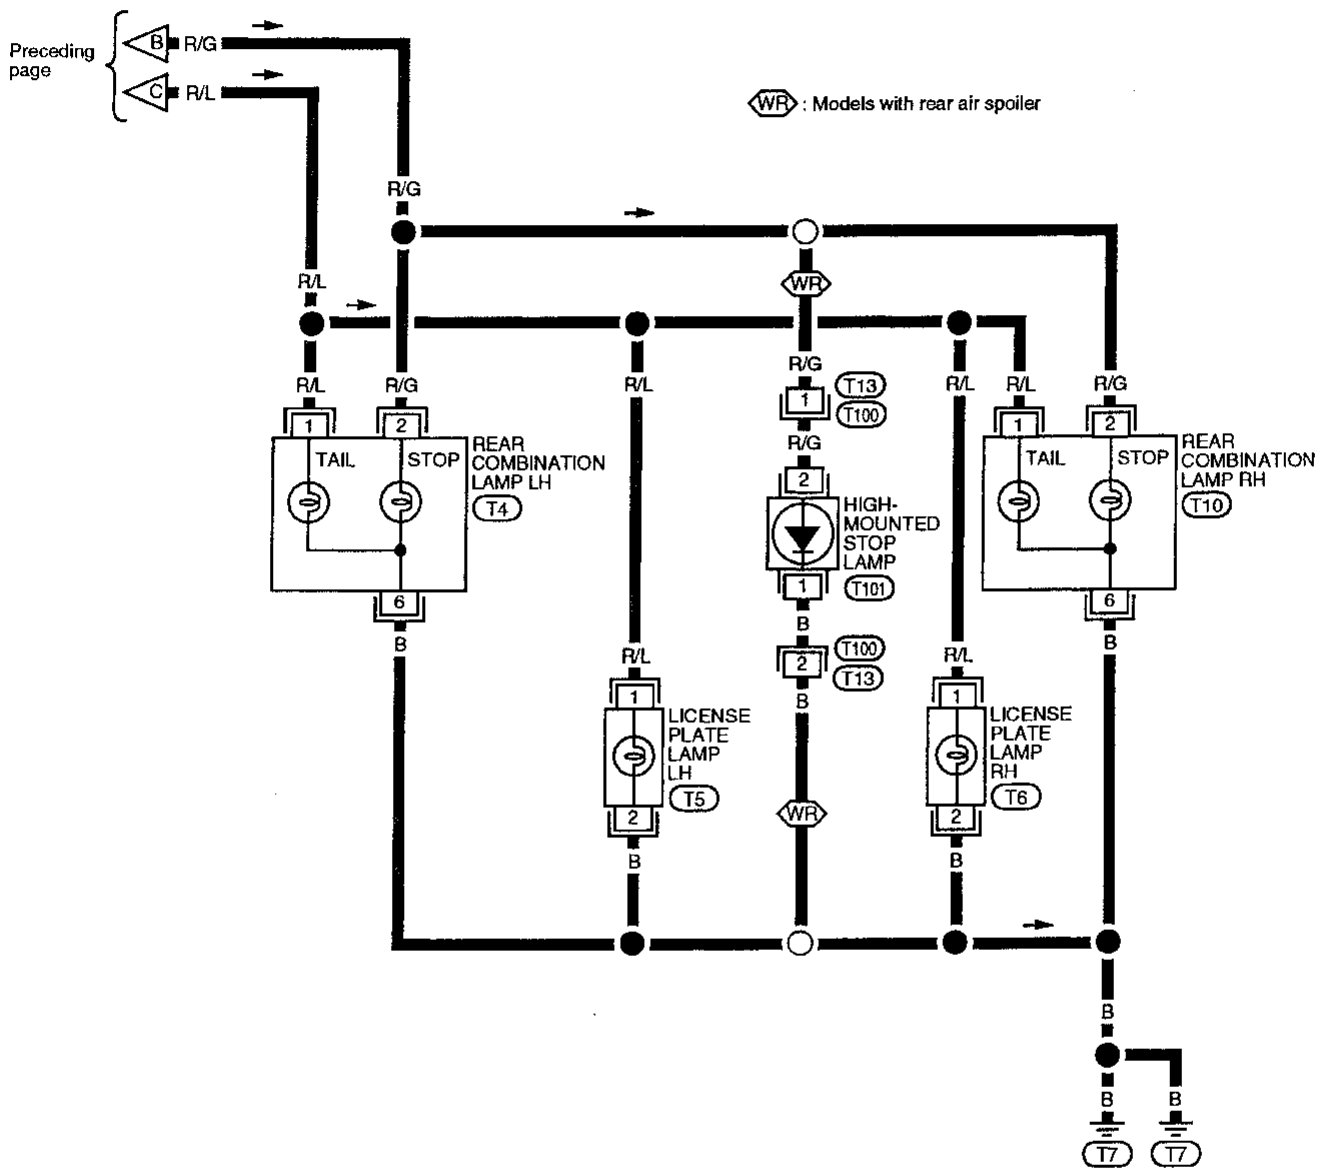 Preceding
page
B R/G
C R/L
WR : Models with rear air spoiler
R/G
R/L
WR
R/G
R/L R/G R/L R/L R/L R/G
1 T13
T100
R/G
1 2 1 2
TAIL STOP
REAR
COMBINATION
LAMP LH
T4
2
HIGH-
MOUNTED
STOP
LAMP
T101
1
TAIL STOP
REAR
COMBINATION
LAMP RH
T10
6 6
B B B
T100
2 T13
B
R/L R/L
1
LICENSE
PLATE
LAMP
LH
T5
2
B
WR
1
LICENSE
PLATE
LAMP
RH
T6
2
B
B
B B
T7 T7